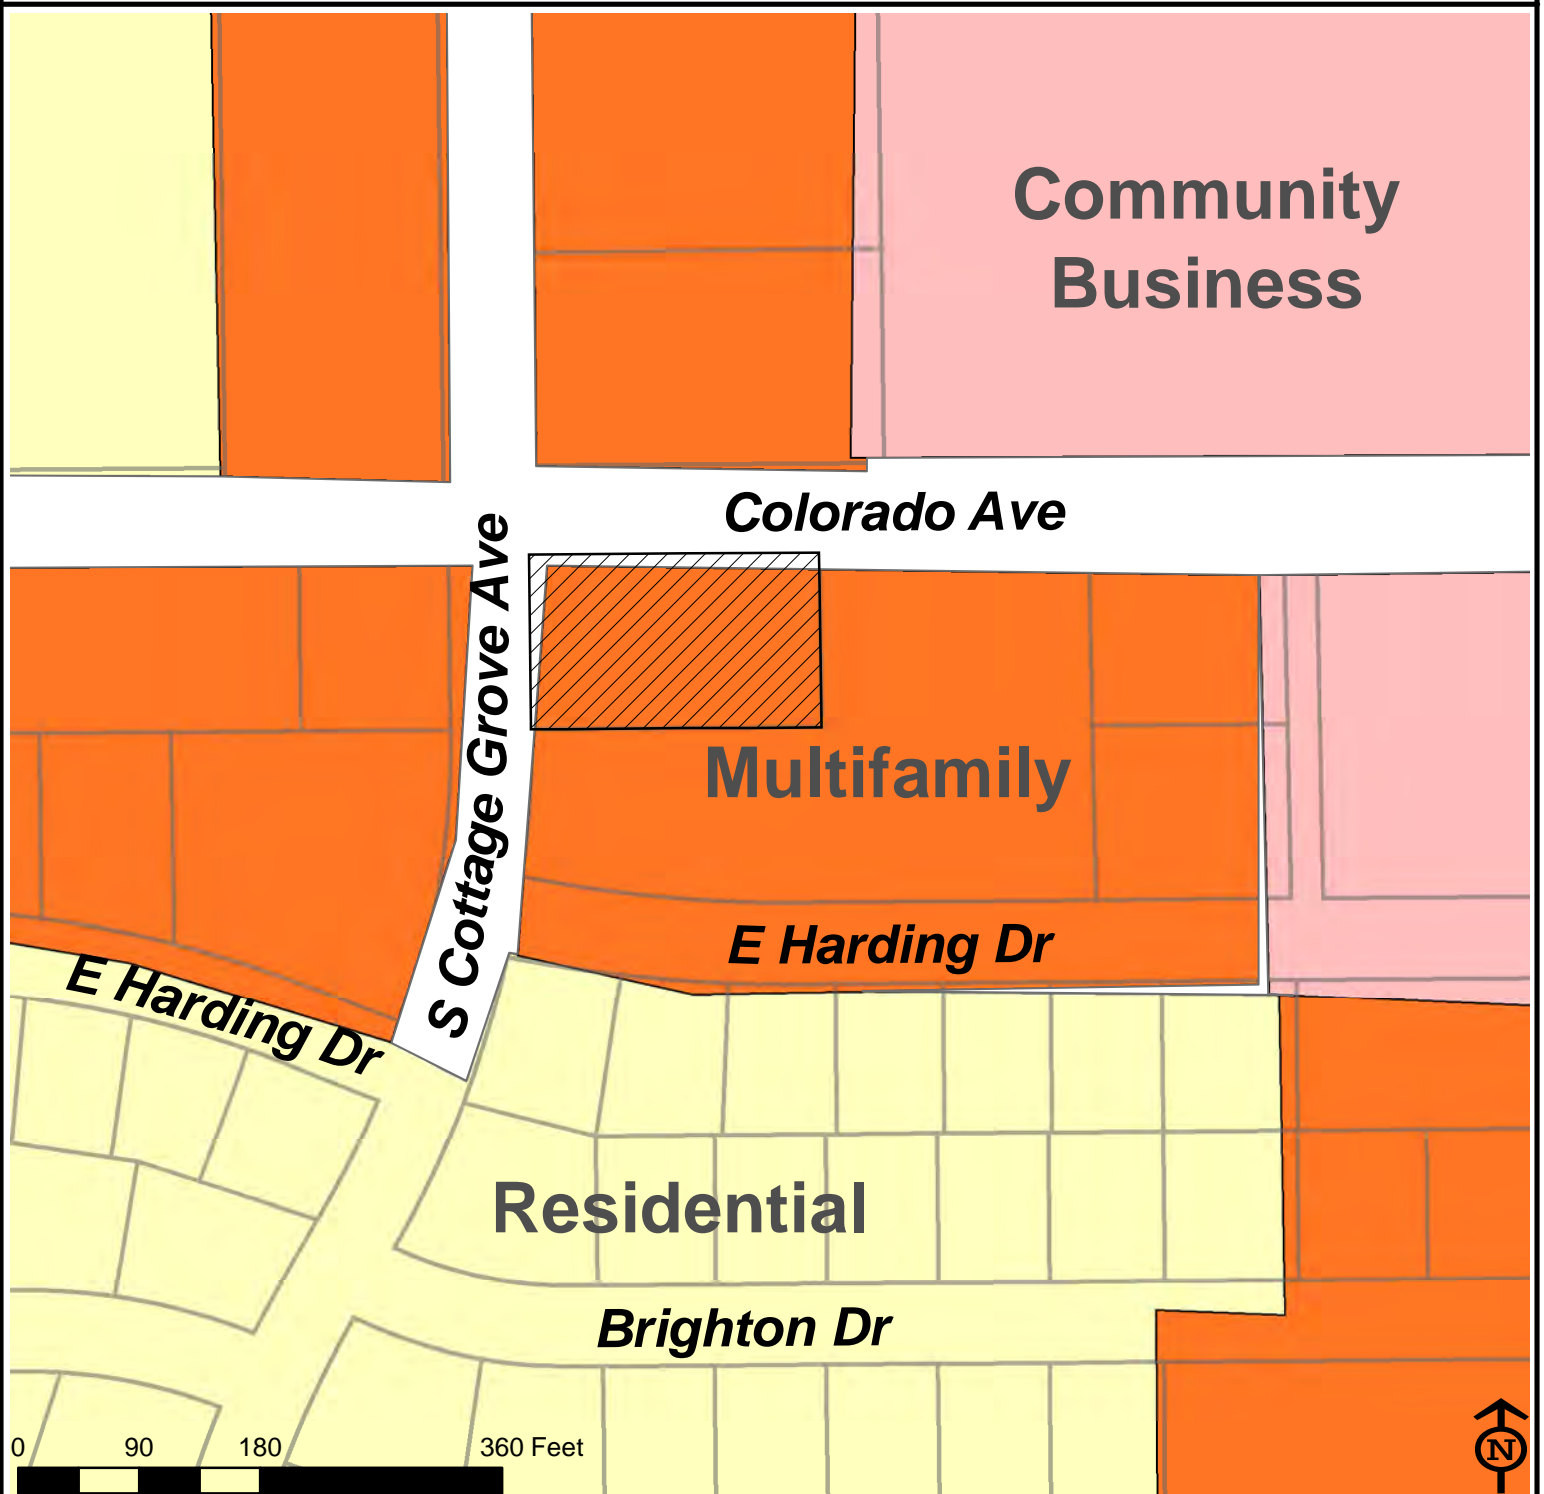 Community
Business
Colorado Ave
S Cottage Grove Ave
Multifamily
E Harding Dr
E Harding Dr
Residential
Brighton Dr
0 90 180 360 Feet
N